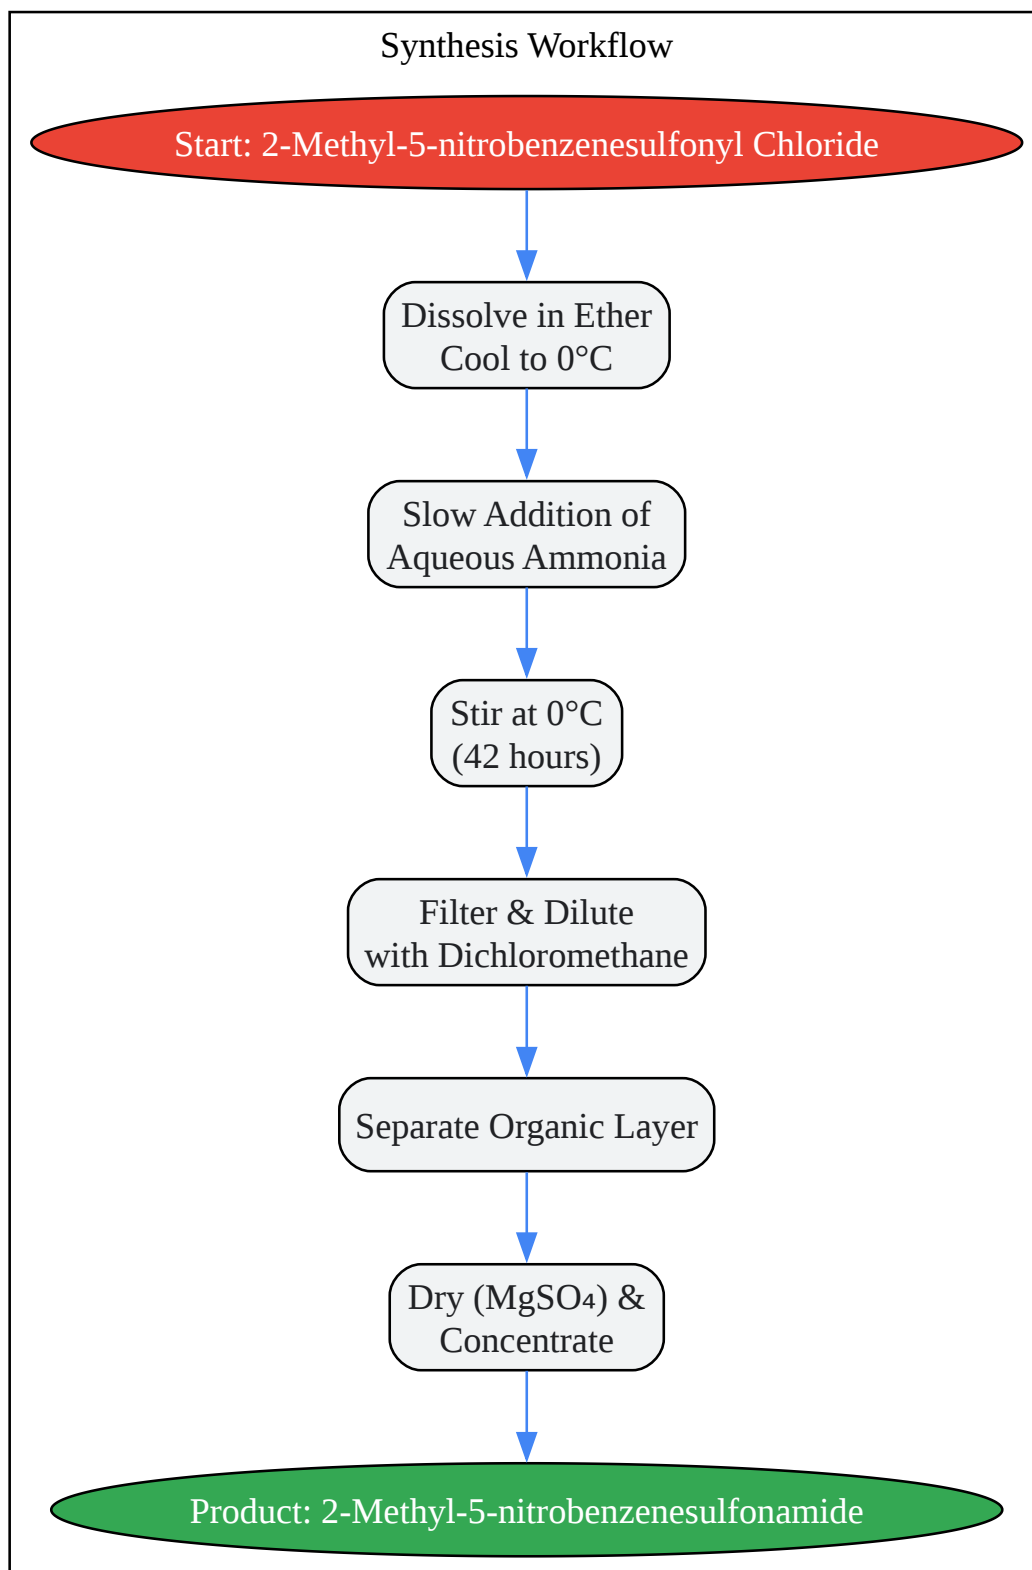 Synthesis Workflow
Start: 2-Methyl-5-nitrobenzenesulfonyl Chloride
Dissolve in Ether
Cool to 0°C
Slow Addition of
Aqueous Ammonia
Stir at 0°C
(42 hours)
Filter & Dilute
with Dichloromethane
Separate Organic Layer
Dry (MgSO₄) &
Concentrate
Product: 2-Methyl-5-nitrobenzenesulfonamide